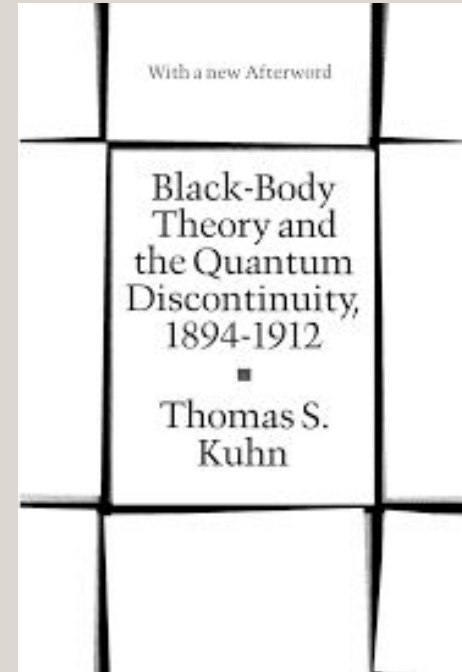 With a new Afterword
Black-Body
Theory and
the Quantum
Discontinuity,
1894-1912
Thomas S.
Kuhn